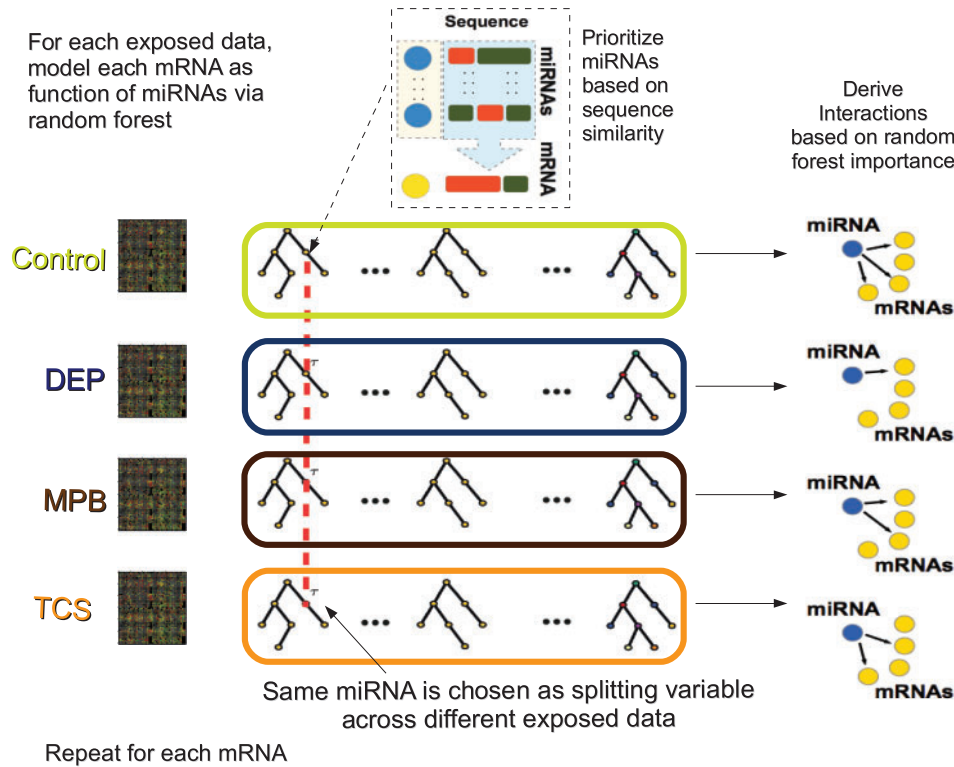 For each exposed data,
model each mRNA as
function of miRNAs via
random forest
Sequence
miRNAs
mRNA
Prioritize
miRNAs
based on
sequence
similarity
Derive
Interactions
based on random
forest importance
Control
miRNA
mRNAs
DEP
τ
miRNA
mRNAs
MPB
τ
miRNA
mRNAs
TCS
τ
miRNA
mRNAs
Same miRNA is chosen as splitting variable
across different exposed data
Repeat for each mRNA